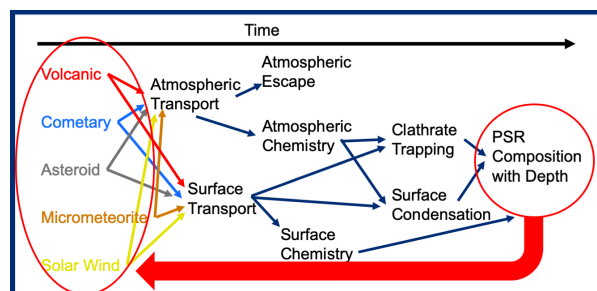 Time
Volcanic
Cometary
Asteroid
Micrometeorite
Solar Wind
Atmospheric
Transport
Surface
Transport
Atmospheric
Escape
Atmospheric
Chemistry
Surface
Chemistry
Clathrate
Trapping
Surface
Condensation
PSR
Composition
with Depth